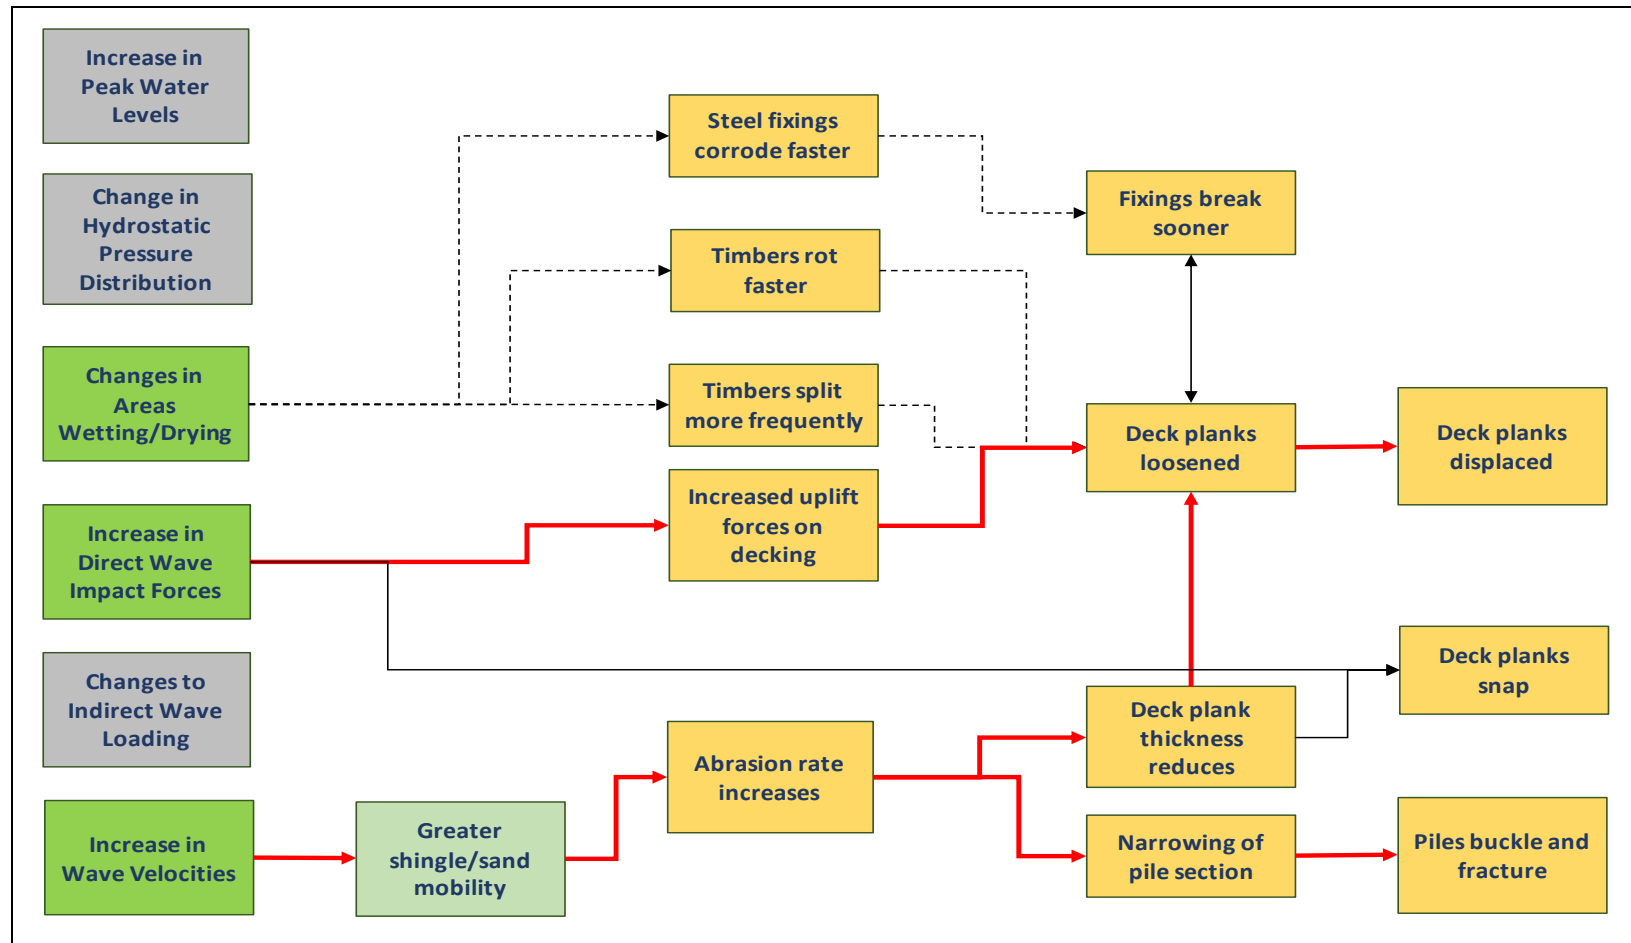 Increase in
Peak Water
Levels
Change in
Hydrostatic
Pressure
Distribution
Changes in
Areas
Wetting/Drying
Increase in
Direct Wave
Impact Forces
Changes to
Indirect Wave
Loading
Increase in
Wave Velocities
Greater
shingle/sand
mobility
Steel fixings
corrode faster
Timbers rot
faster
Timbers split
more frequently
Increased uplift
forces on
decking
Abrasion rate
increases
Fixings break
sooner
Deck planks
loosened
Deck plank
thickness
reduces
Narrowing of
pile section
Deck planks
displaced
Deck planks
snap
Piles buckle and
fracture